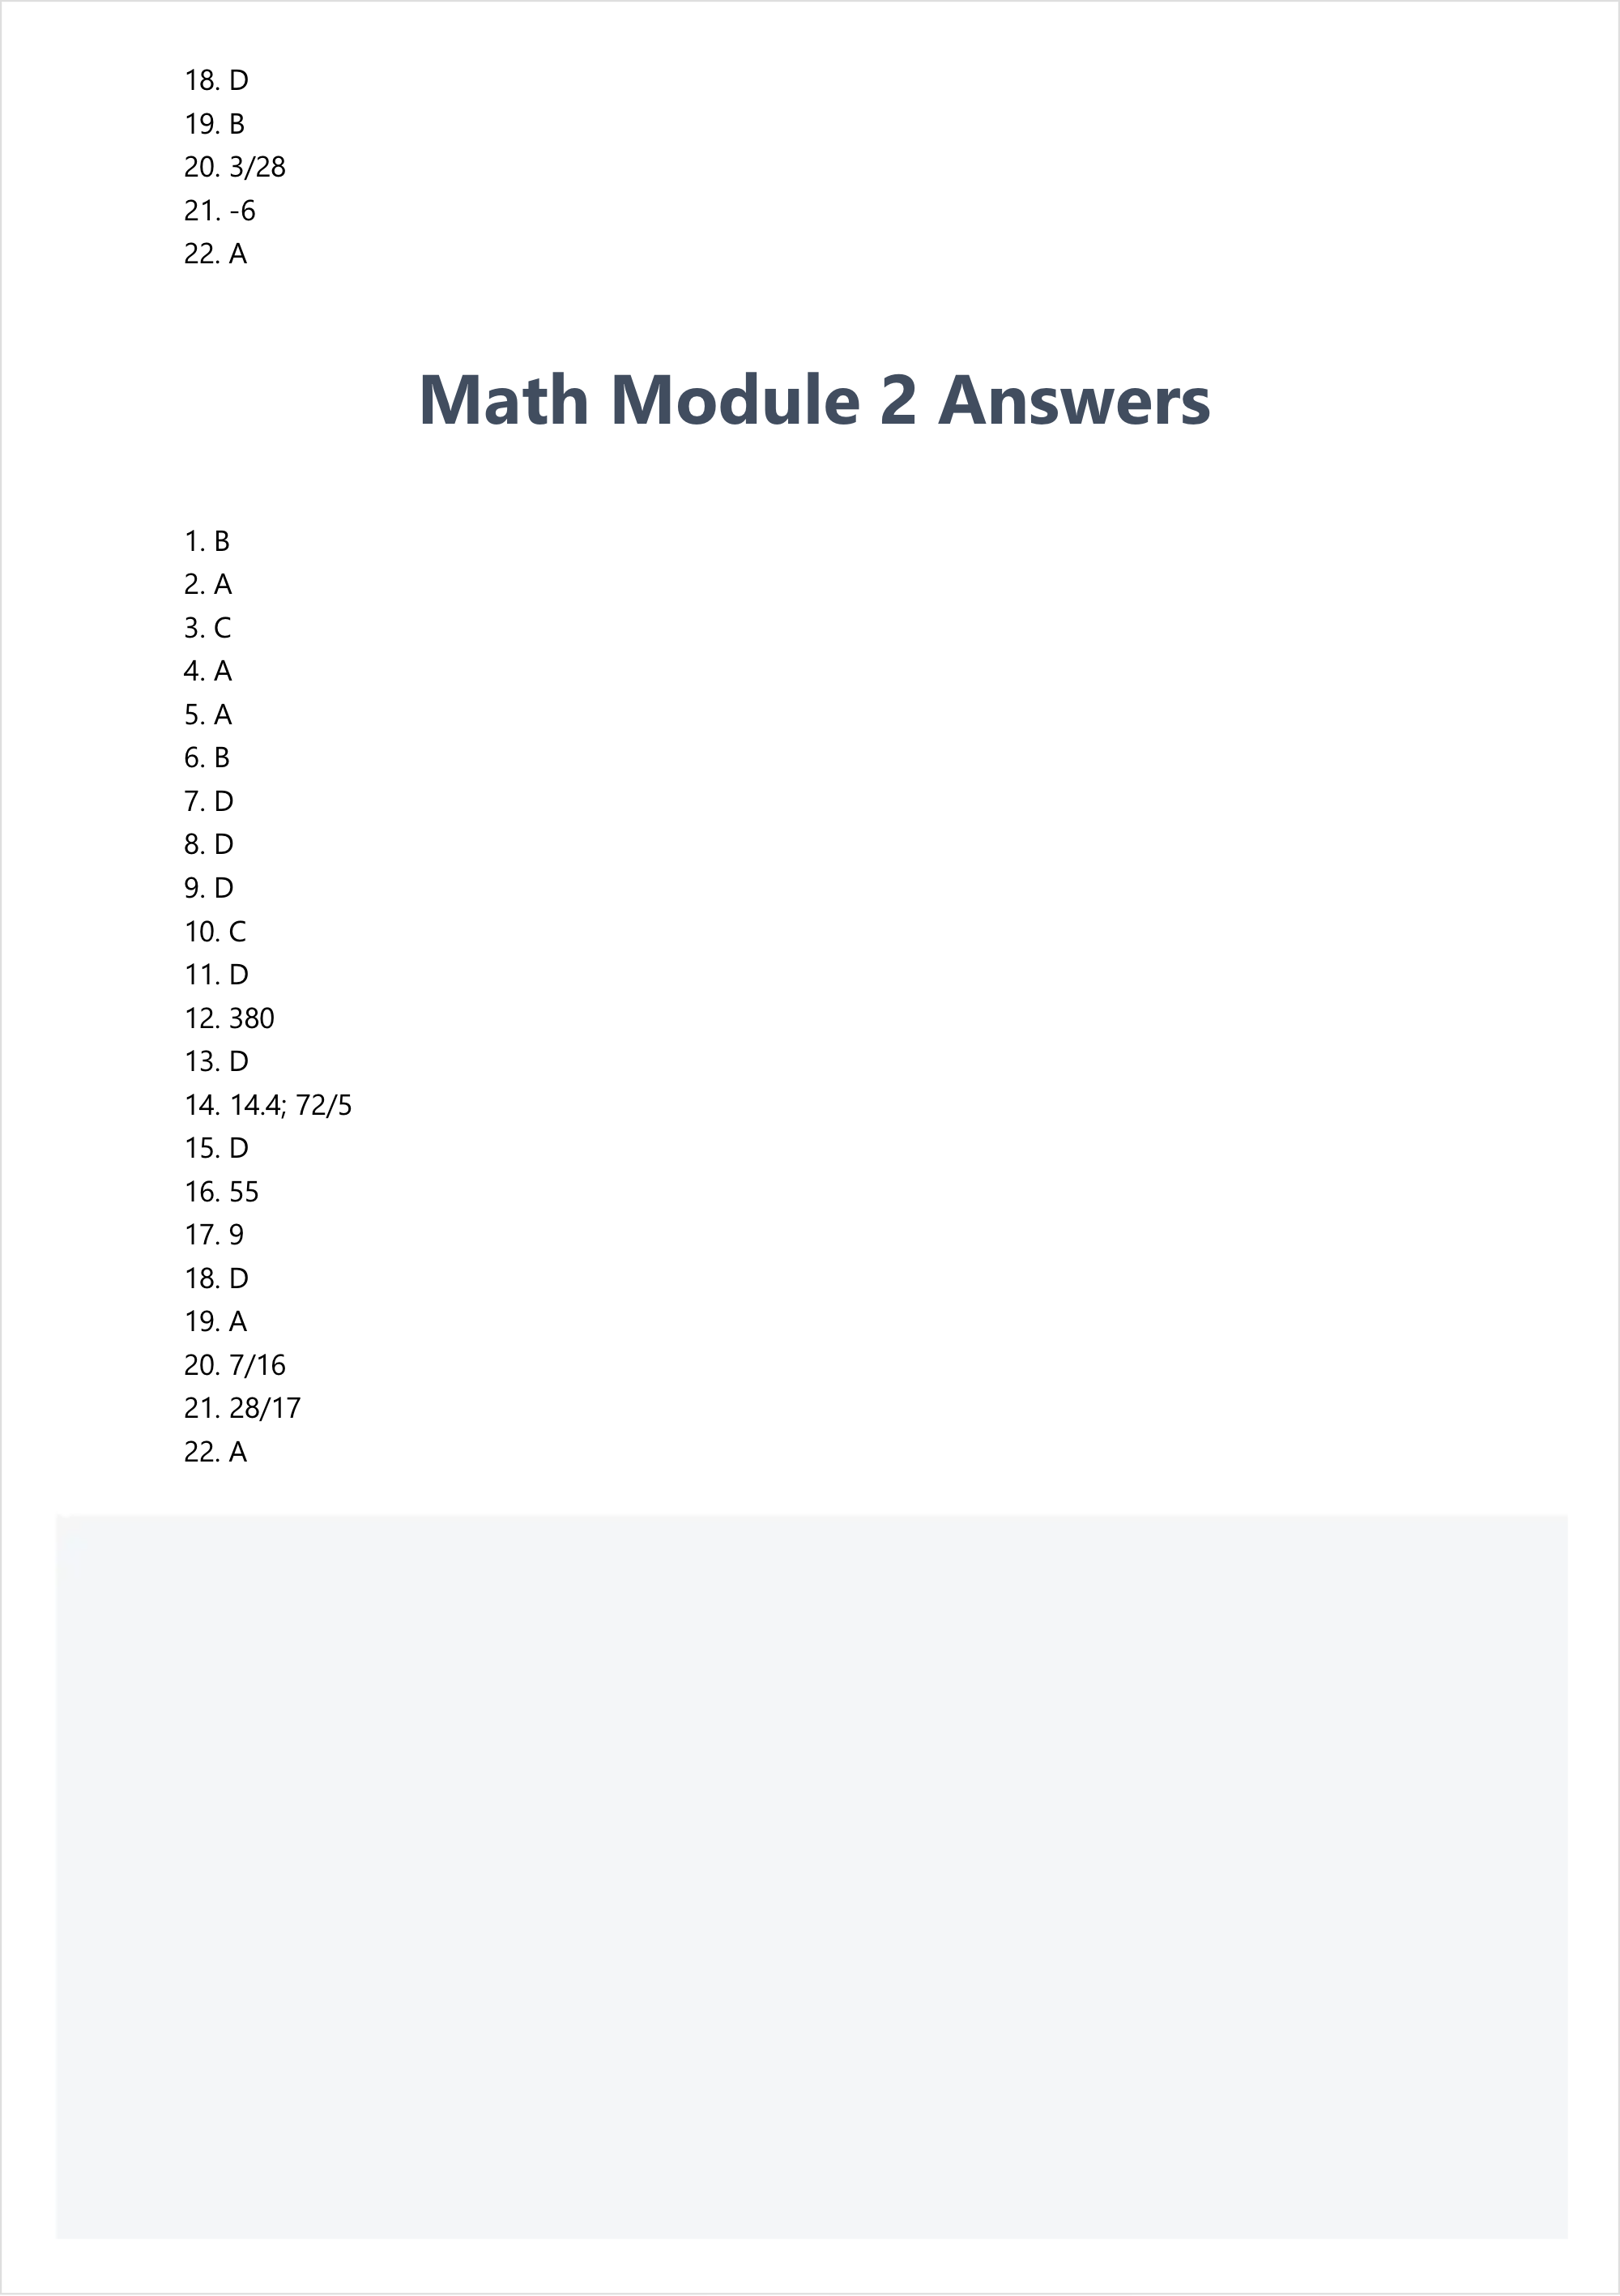 18. D
19. B
20. 3/28
21. -6
22. A
Math Module 2 Answers
1. B
2. A
3. C
4. A
5. A
6. B
7. D
8. D
9. D
10. C
11. D
12. 380
13. D
14. 14.4; 72/5
15. D
16. 55
17. 9
18. D
19. A
20. 7/16
21. 28/17
22. A